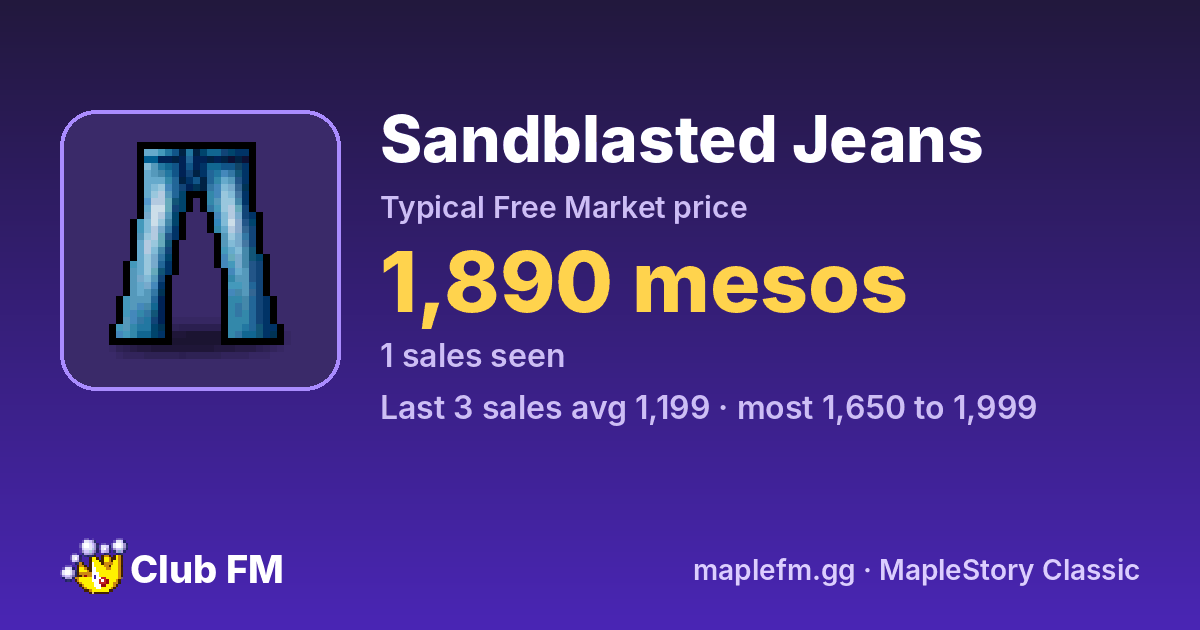 Sandblasted Jeans
Typical Free Market price
1,890 mesos
1 sales seen
Last 3 sales avg 1,199 · most 1,650 to 1,999
Club FM
maplefm.gg · MapleStory Classic